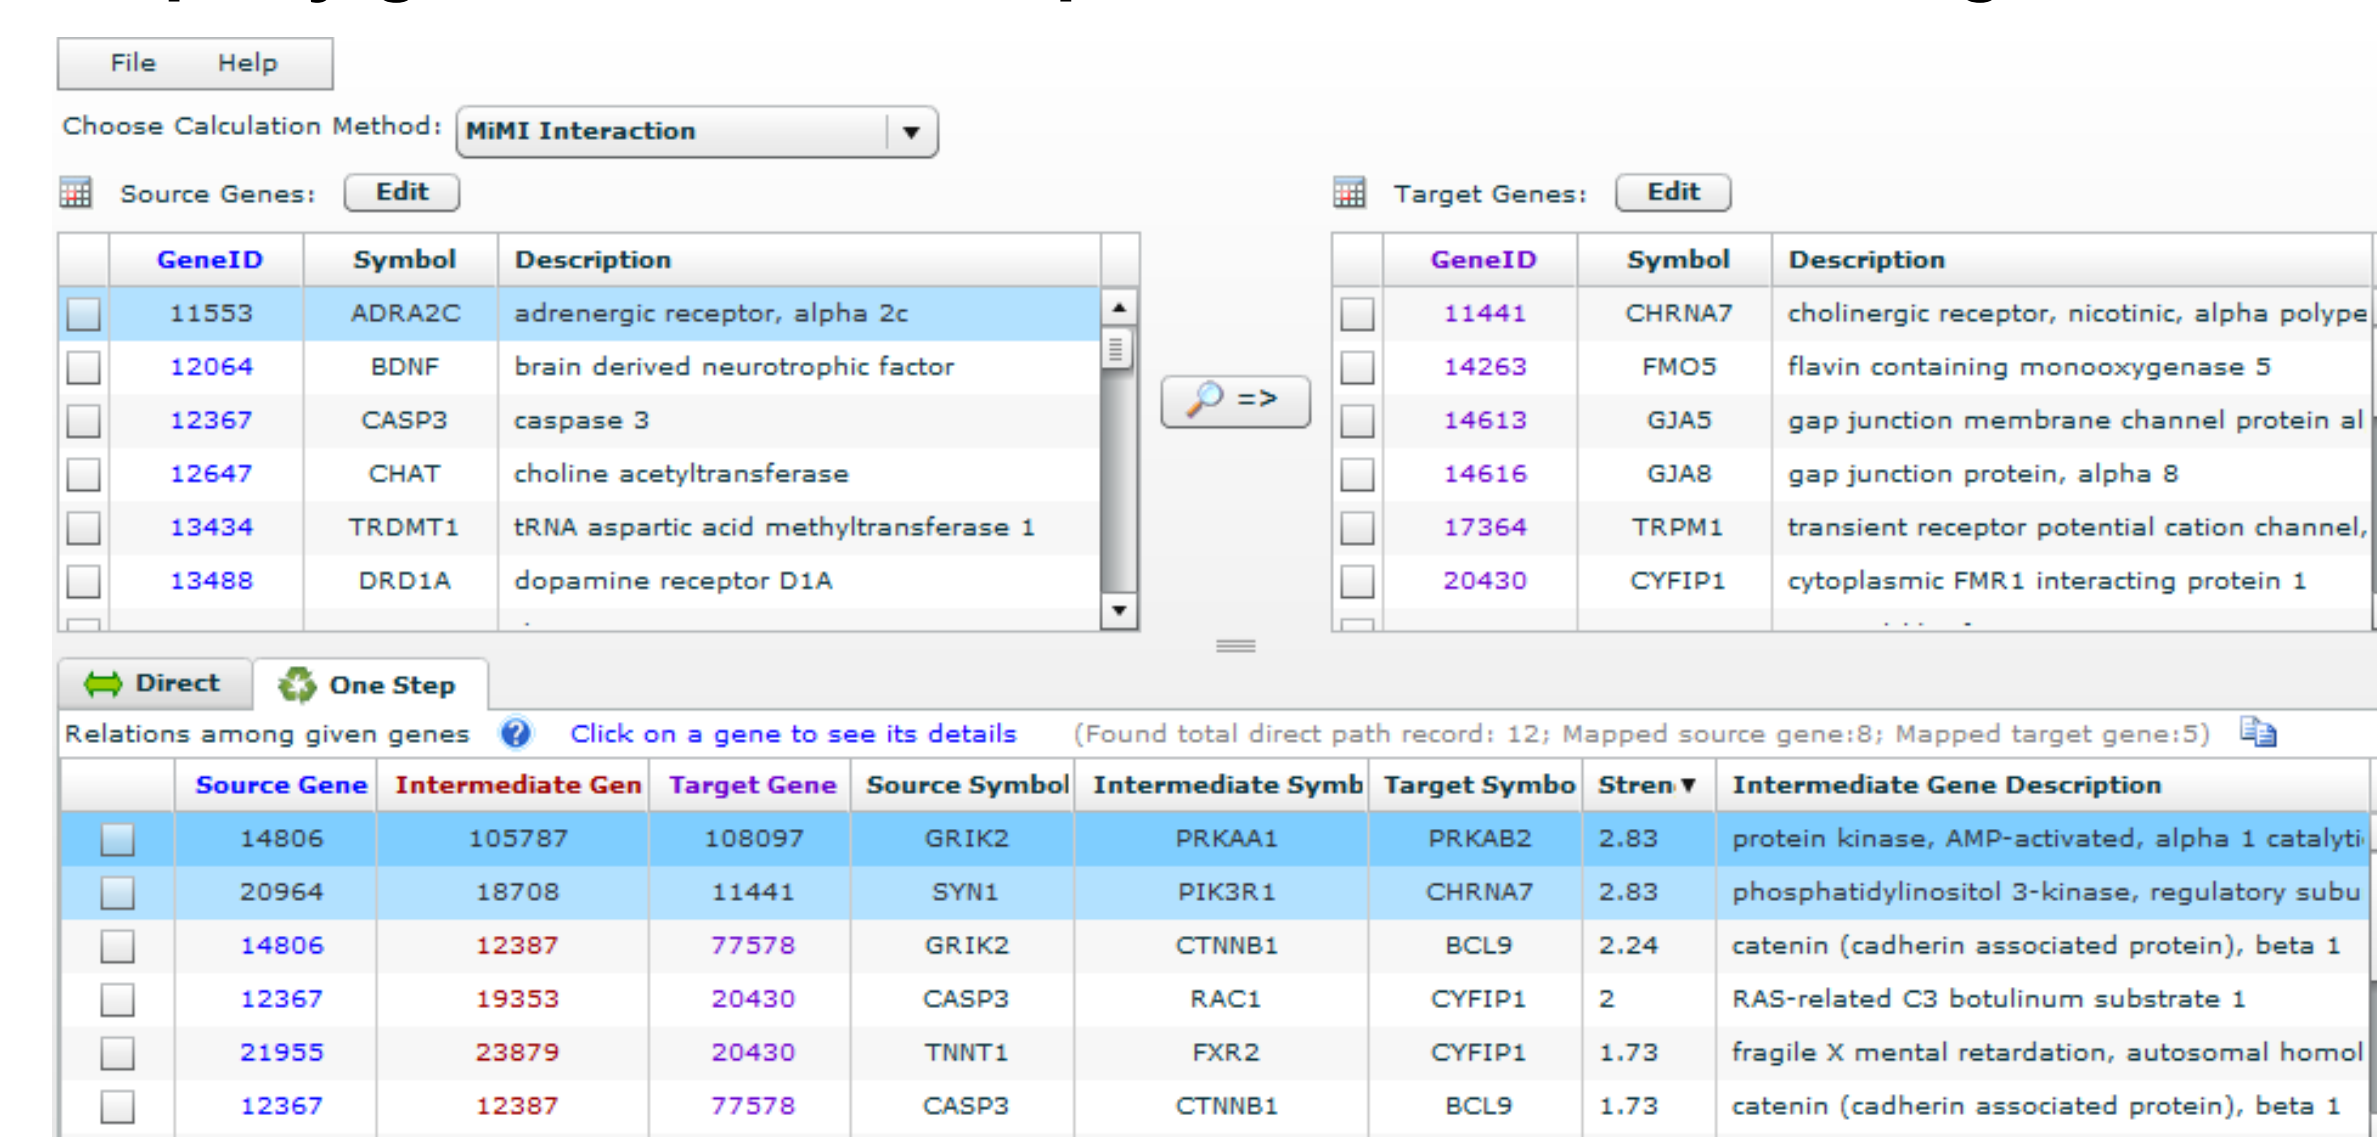 File Help
Choose Calculation Method: MiMI Interaction
Source Genes: Edit
GeneID Symbol Description
11553 ADRA2C adrenergic receptor, alpha 2c
12064 BDNF brain derived neurotrophic factor
12367 CASP3 caspase 3
12647 CHAT choline acetyltransferase
13434 TRDMT1 tRNA aspartic acid methyltransferase 1
13488 DRD1A dopamine receptor D1A
=>
Target Genes: Edit
GeneID Symbol Description
11441 CHRNA7 cholinergic receptor, nicotinic, alpha polype
14263 FMO5 flavin containing monooxygenase 5
14613 GJA5 gap junction membrane channel protein al
14616 GJA8 gap junction protein, alpha 8
17364 TRPM1 transient receptor potential cation channel,
20430 CYFIP1 cytoplasmic FMR1 interacting protein 1
Direct One Step
Relations among given genes Click on a gene to see its details (Found total direct path record: 12; Mapped source gene:8; Mapped target gene:5)
Source Gene Intermediate Gen Target Gene Source Symbol Intermediate Symb Target Symbo Stren Intermediate Gene Description
14806 105787 108097 GRIK2 PRKAA1 PRKAB2 2.83 protein kinase, AMP-activated, alpha 1 catalyti
20964 18708 11441 SYN1 PIK3R1 CHRNA7 2.83 phosphatidylinositol 3-kinase, regulatory subu
14806 12387 77578 GRIK2 CTNNB1 BCL9 2.24 catenin (cadherin associated protein), beta 1
12367 19353 20430 CASP3 RAC1 CYFIP1 2 RAS-related C3 botulinum substrate 1
21955 23879 20430 TNNT1 FXR2 CYFIP1 1.73 fragile X mental retardation, autosomal homol
12367 12387 77578 CASP3 CTNNB1 BCL9 1.73 catenin (cadherin associated protein), beta 1